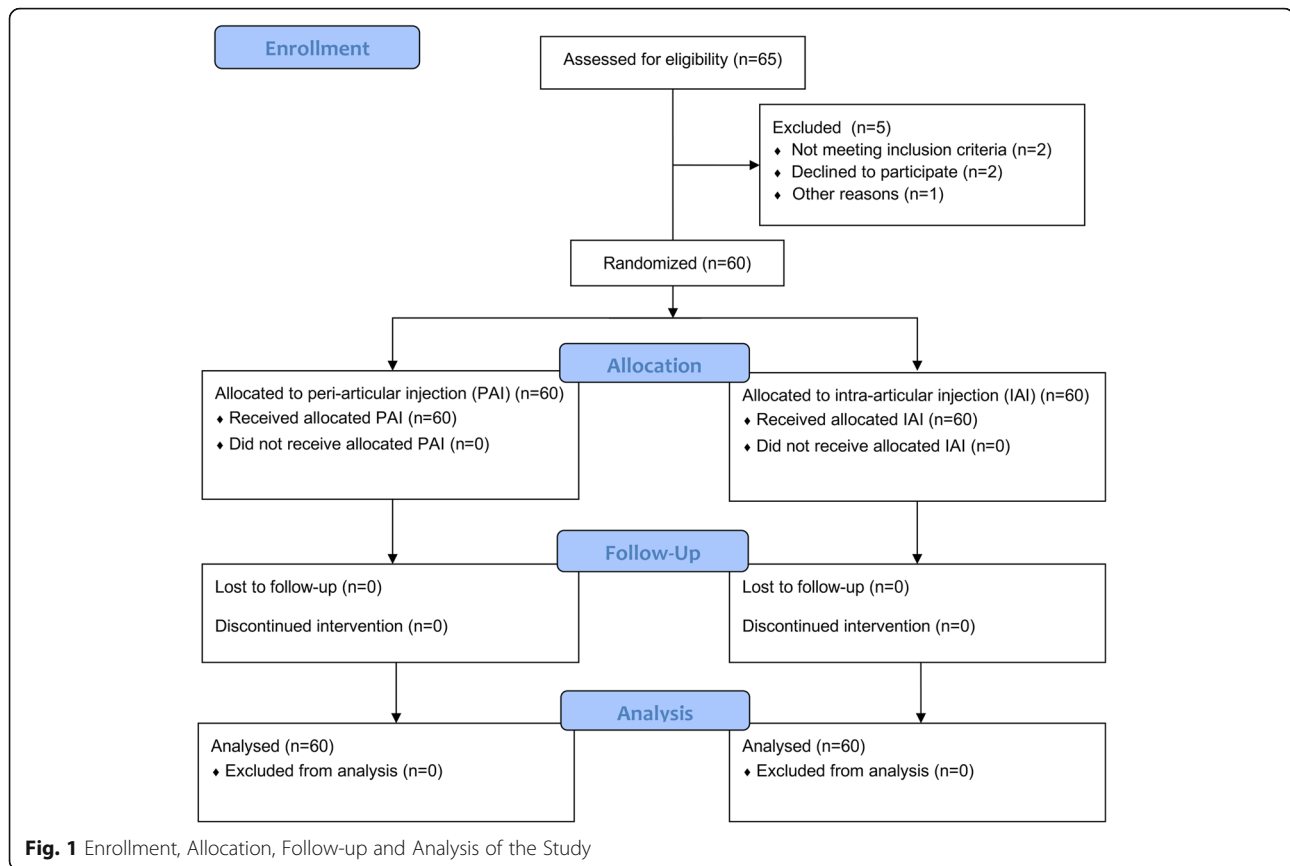 Enrollment
Assessed for eligibility (n=65)
Excluded (n=5)
♦ Not meeting inclusion criteria (n=2)
♦ Declined to participate (n=2)
♦ Other reasons (n=1)
Randomized (n=60)
Allocation
Allocated to peri-articular injection (PAI) (n=60)
♦ Received allocated PAI (n=60)
♦ Did not receive allocated PAI (n=0)
Allocated to intra-articular injection (IAI) (n=60)
♦ Received allocated IAI (n=60)
♦ Did not receive allocated IAI (n=0)
Follow-Up
Lost to follow-up (n=0)
Discontinued intervention (n=0)
Lost to follow-up (n=0)
Discontinued intervention (n=0)
Analysis
Analysed (n=60)
♦ Excluded from analysis (n=0)
Analysed (n=60)
♦ Excluded from analysis (n=0)
Fig. 1 Enrollment, Allocation, Follow-up and Analysis of the Study